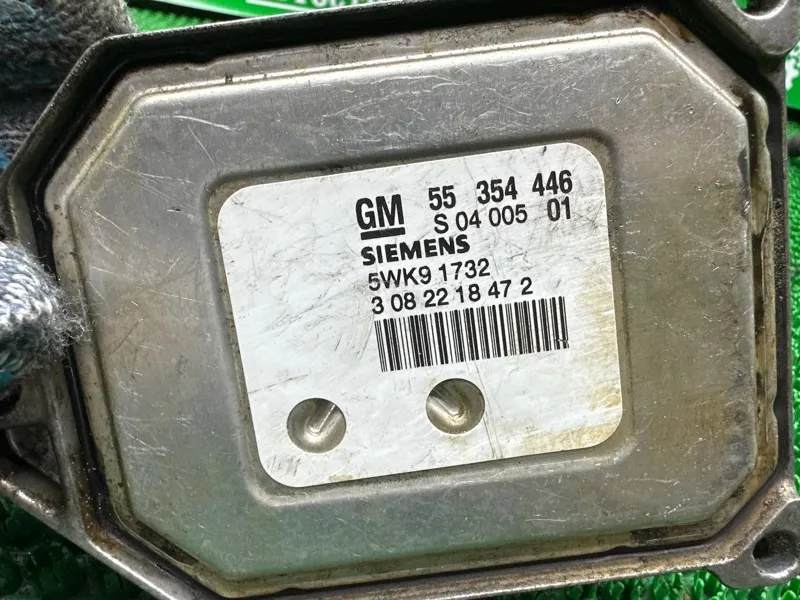 GM 55 354 446
S 04 005 01
SIEMENS
5WK9 1732
3 08 22 18 47 2